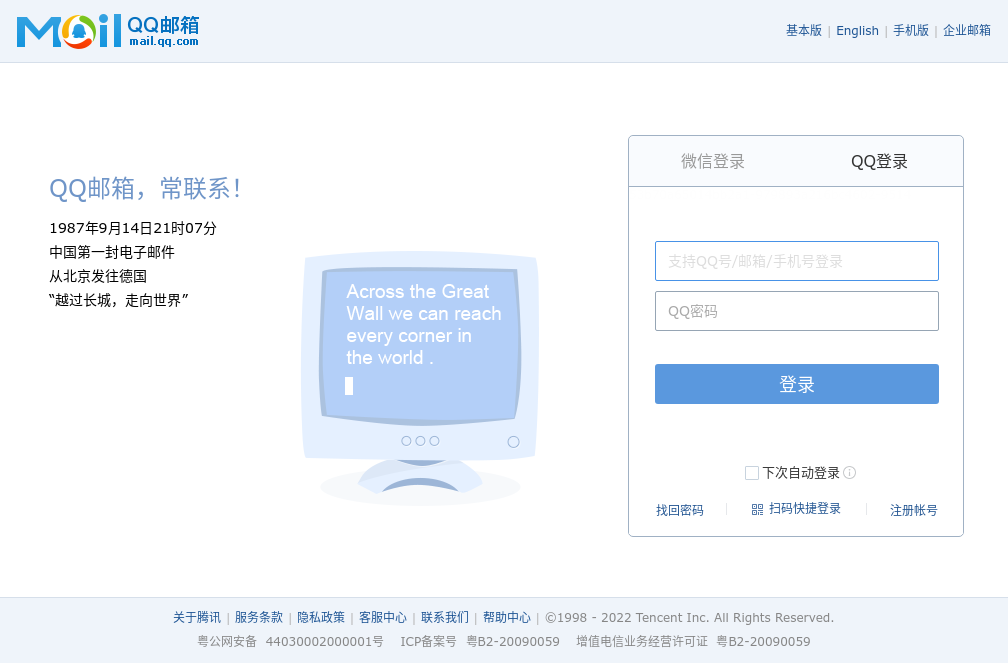 Mail QQ邮箱
mail.qq.com
基本版 | English | 手机版 | 企业邮箱
微信登录 QQ登录
QQ邮箱，常联系！
1987年9月14日21时07分
中国第一封电子邮件
从北京发往德国
“越过长城，走向世界”
Across the Great
Wall we can reach
every corner in
the world .
支持QQ号/邮箱/手机号登录
QQ密码
登录
下次自动登录
找回密码 扫码快捷登录 注册帐号
关于腾讯 | 服务条款 | 隐私政策 | 客服中心 | 联系我们 | 帮助中心 | ©1998 - 2022 Tencent Inc. All Rights Reserved.
粤公网安备 44030002000001号 ICP备案号 粤B2-20090059 增值电信业务经营许可证 粤B2-20090059